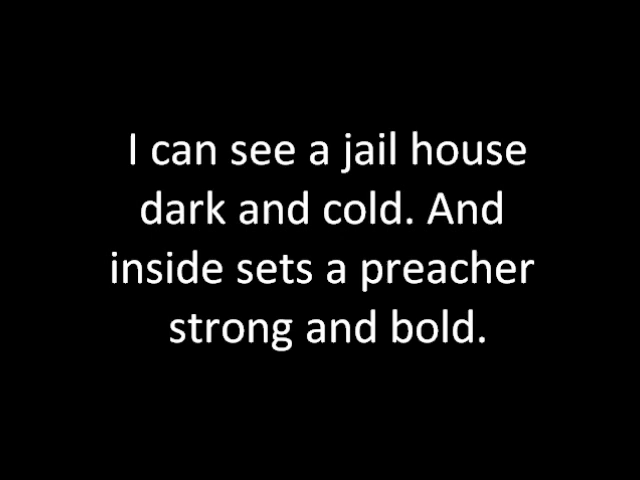 I can see a jail house
dark and cold. And
inside sets a preacher
strong and bold.